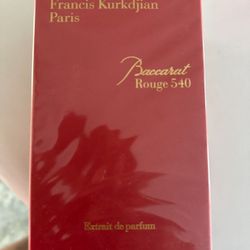 Francis Kurkdjian
Paris
Baccarat
Rouge 540
Extrait de parfum